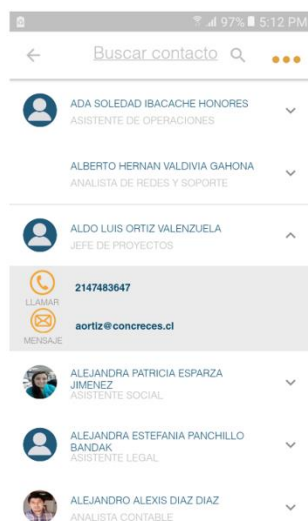 97% 5:12 PM
Buscar contacto
ADA SOLEDAD IBACACHE HONORES
ASISTENTE DE OPERACIONES
ALBERTO HERNAN VALDIVIA GAHONA
ANALISTA DE REDES Y SOPORTE
ALDO LUIS ORTIZ VALENZUELA
JEFE DE PROYECTOS
2147483647
LLAMAR
aortiz@concreces.cl
MENSAJE
ALEJANDRA PATRICIA ESPARZA
JIMENEZ
ASISTENTE SOCIAL
ALEJANDRA ESTEFANIA PANCHILLO
BANDAK
ASISTENTE LEGAL
ALEJANDRO ALEXIS DIAZ DIAZ
ANALISTA CONTABLE